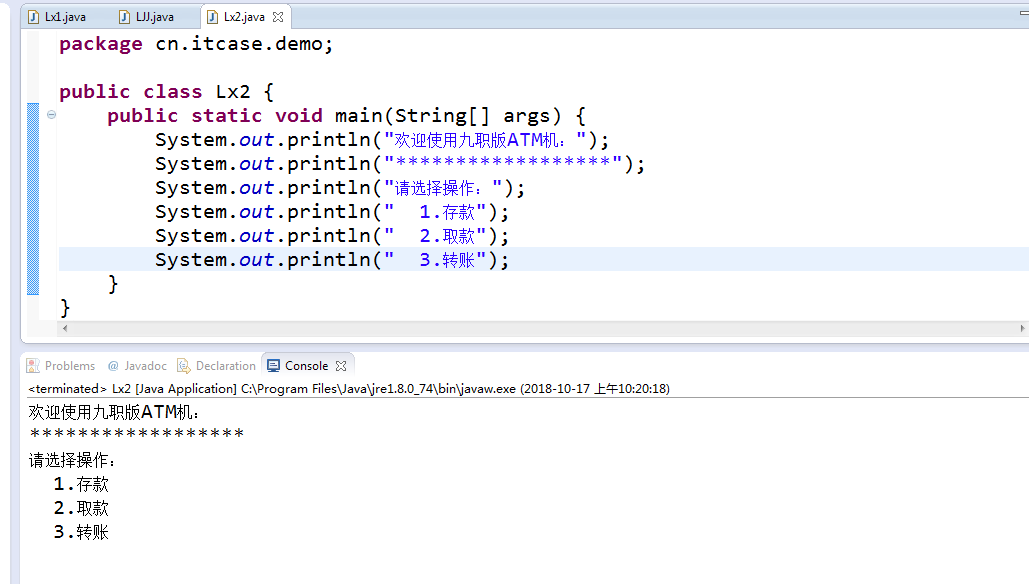 Lx1.java LJJ.java Lx2.java
package cn.itcase.demo;
public class Lx2 {
public static void main(String[] args) {
System.out.println("欢迎使用九职版ATM机：");
System.out.println("******************");
System.out.println("请选择操作：");
System.out.println("  1.存款");
System.out.println("  2.取款");
System.out.println("  3.转账");
}
}
Problems @ Javadoc Declaration Console
<terminated> Lx2 [Java Application] C:\Program Files\Java\jre1.8.0_74\bin\javaw.exe (2018-10-17 上午10:20:18)
欢迎使用九职版ATM机：
******************
请选择操作：
  1.存款
  2.取款
  3.转账